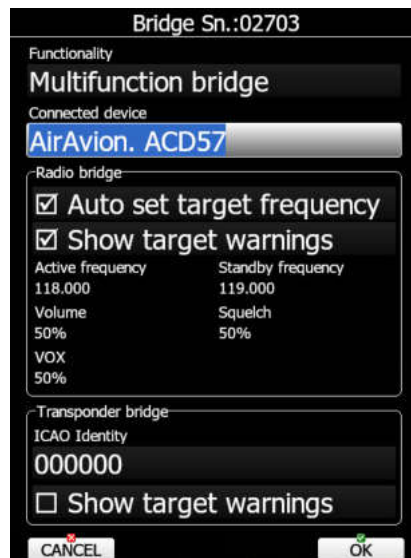 Bridge Sn.:02703
Functionality
Multifunction bridge
Connected device
AirAvion. ACD57
Radio bridge
Auto set target frequency
Show target warnings
Active frequency Standby frequency
118.000 119.000
Volume Squelch
50% 50%
VOX
50%
Transponder bridge
ICAO Identity
000000
Show target warnings
CANCEL OK